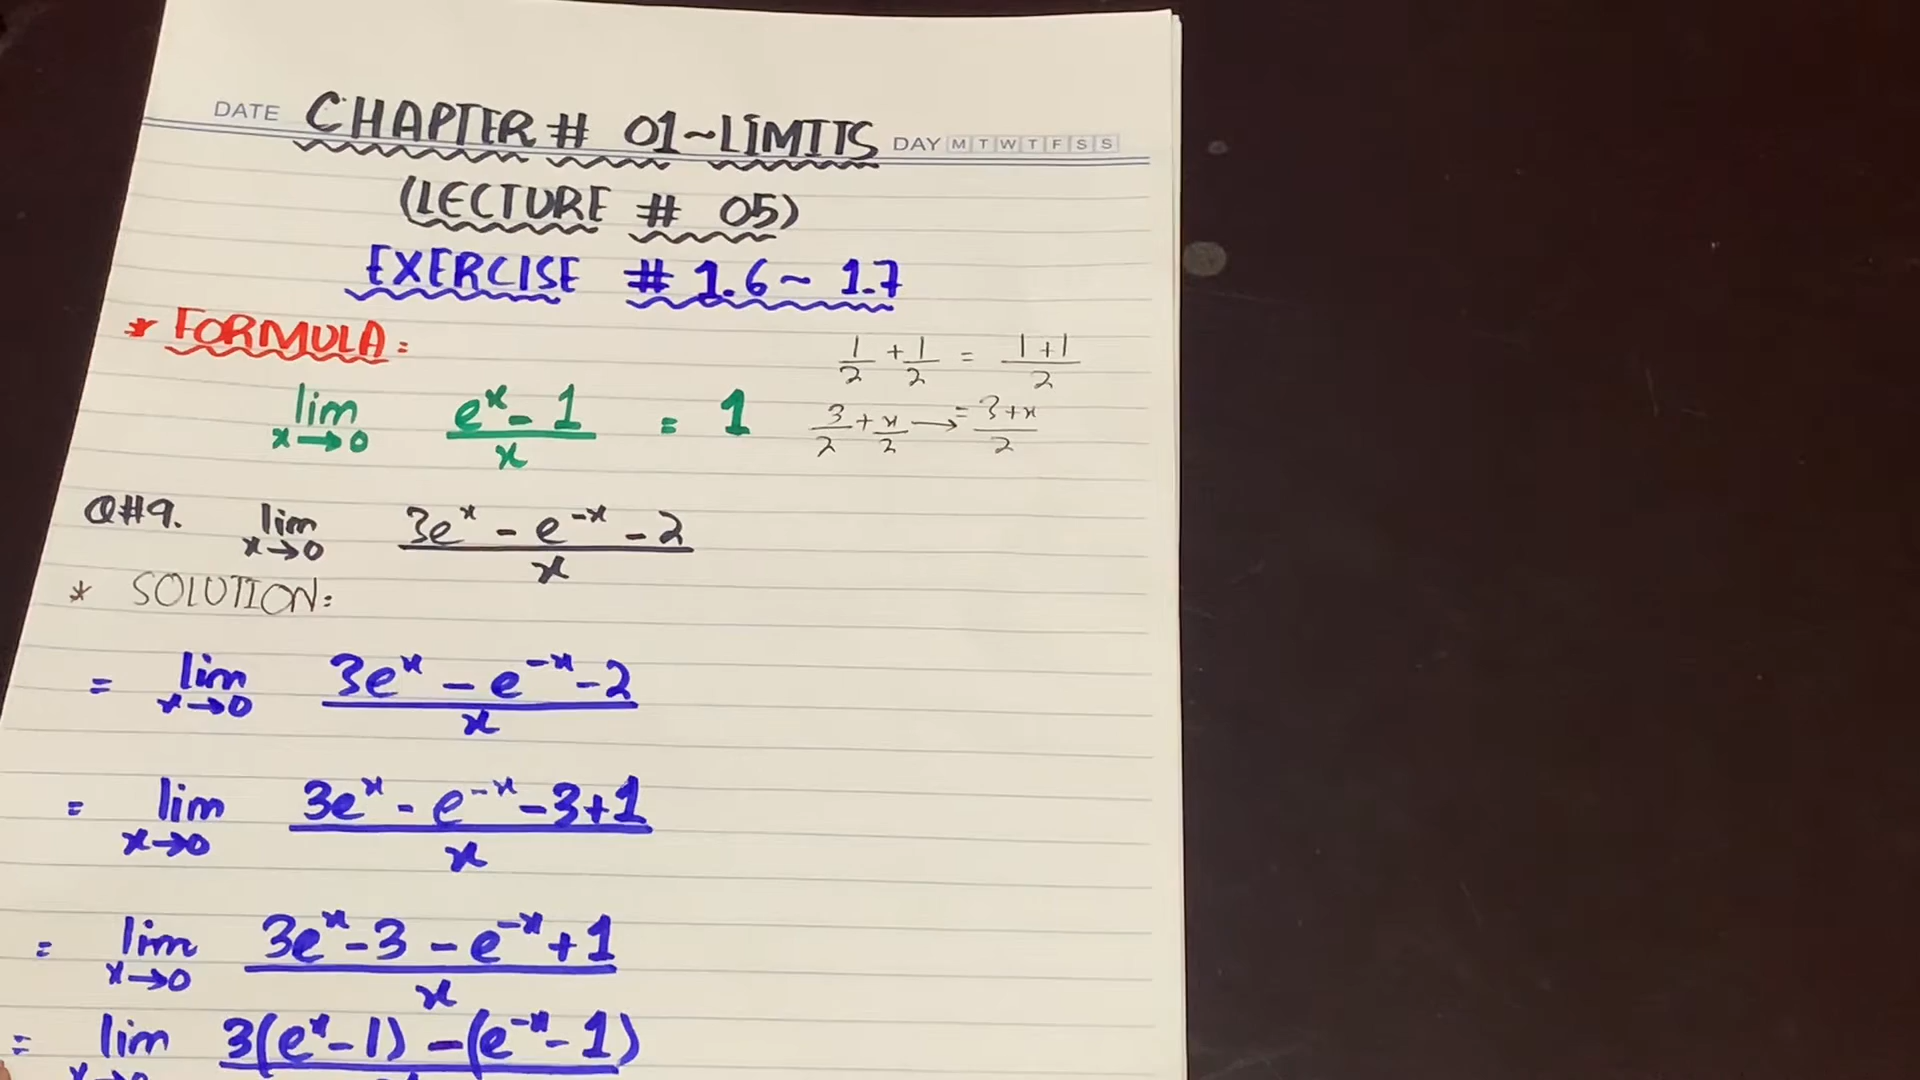 DATE CHAPTER # 01~LIMITS DAY M T W T F S S
(LECTURE # 05)
EXERCISE # 1.6 ~ 1.7
* FORMULA:
1/2 + 1/2 = (1+1)/2
lim x→0 (e^x - 1)/x = 1
3/2 + x/2 → = (3+x)/2
Q#9. lim x→0 (3e^x - e^-x - 2)/x
* SOLUTION:
= lim x→0 (3e^x - e^-x - 2)/x
= lim x→0 (3e^x - e^-x - 3 + 1)/x
= lim x→0 (3e^x - 3 - e^-x + 1)/x
= lim x→0 3(e^x - 1) - (e^-x - 1)